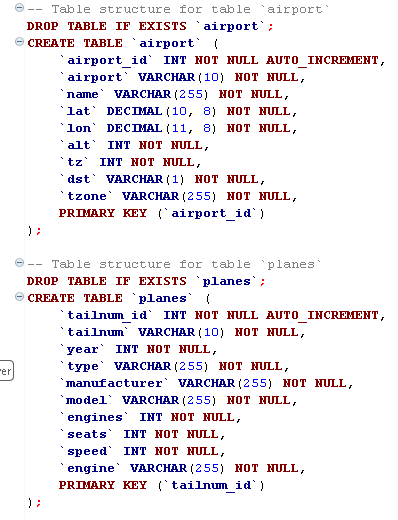 -- Table structure for table `airport`
DROP TABLE IF EXISTS `airport`;
CREATE TABLE `airport` (
`airport_id` INT NOT NULL AUTO_INCREMENT,
`airport` VARCHAR(10) NOT NULL,
`name` VARCHAR(255) NOT NULL,
`lat` DECIMAL(10, 8) NOT NULL,
`lon` DECIMAL(11, 8) NOT NULL,
`alt` INT NOT NULL,
`tz` INT NOT NULL,
`dst` VARCHAR(1) NOT NULL,
`tzone` VARCHAR(255) NOT NULL,
PRIMARY KEY (`airport_id`)
);
-- Table structure for table `planes`
DROP TABLE IF EXISTS `planes`;
CREATE TABLE `planes` (
`tailnum_id` INT NOT NULL AUTO_INCREMENT,
`tailnum` VARCHAR(10) NOT NULL,
`year` INT NOT NULL,
`type` VARCHAR(255) NOT NULL,
`manufacturer` VARCHAR(255) NOT NULL,
`model` VARCHAR(255) NOT NULL,
`engines` INT NOT NULL,
`seats` INT NOT NULL,
`speed` INT NOT NULL,
`engine` VARCHAR(255) NOT NULL,
PRIMARY KEY (`tailnum_id`)
);